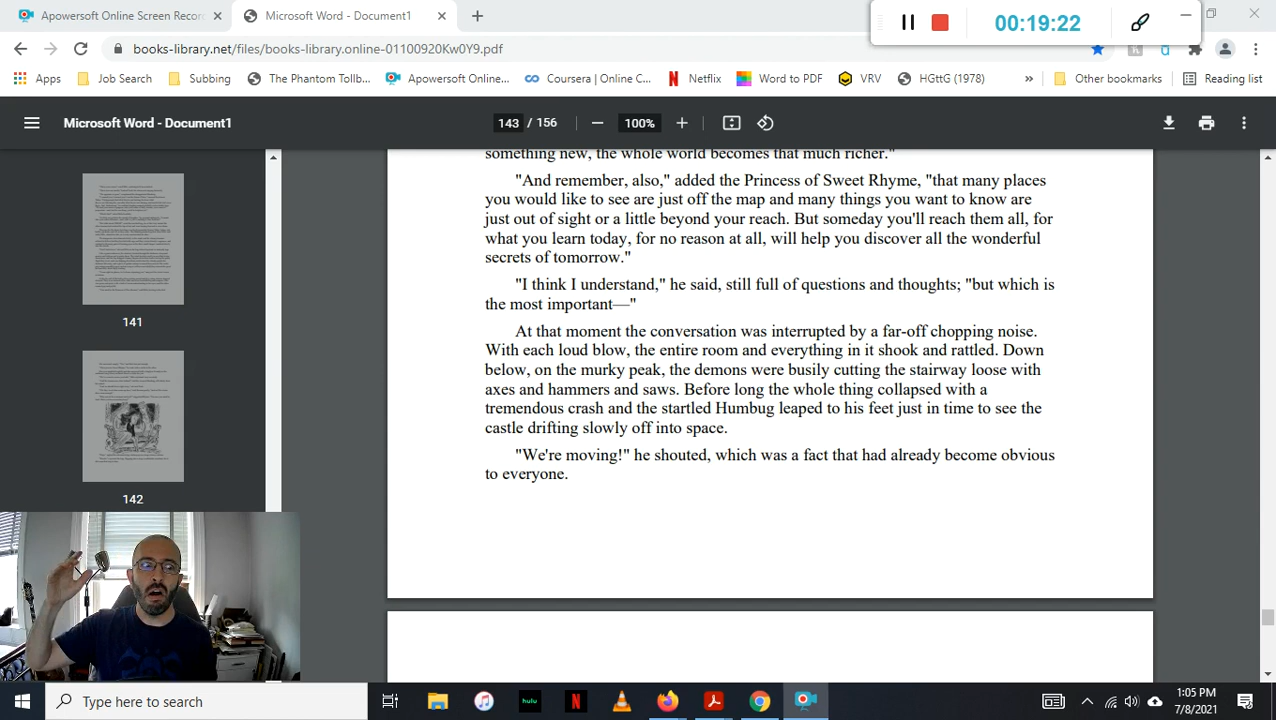 Apowersoft Online Screen Recor
Microsoft Word - Document1
00:19:22
books-library.net/files/books-library.online-01100920Kw0Y9.pdf
Apps
Job Search
Subbing
The Phantom Tollb...
Apowersoft Online...
Coursera | Online C...
Netflix
Word to PDF
VRV
HGttG (1978)
»
Other bookmarks
Reading list
Microsoft Word - Document1
143 / 156
100%
something new, the whole world becomes that much richer."
"And remember, also," added the Princess of Sweet Rhyme, "that many places
you would like to see are just off the map and many things you want to know are
just out of sight or a little beyond your reach. But someday you'll reach them all, for
what you learn today, for no reason at all, will help you discover all the wonderful
secrets of tomorrow."
"I think I understand," he said, still full of questions and thoughts; "but which is
the most important—"
At that moment the conversation was interrupted by a far-off chopping noise.
With each loud blow, the entire room and everything in it shook and rattled. Down
below, on the murky peak, the demons were busily cutting the stairway loose with
axes and hammers and saws. Before long the whole thing collapsed with a
tremendous crash and the startled Humbug leaped to his feet just in time to see the
castle drifting slowly off into space.
"We're moving!" he shouted, which was a fact that had already become obvious
to everyone.
141
142
Type here to search
hulu
1:05 PM
7/8/2021